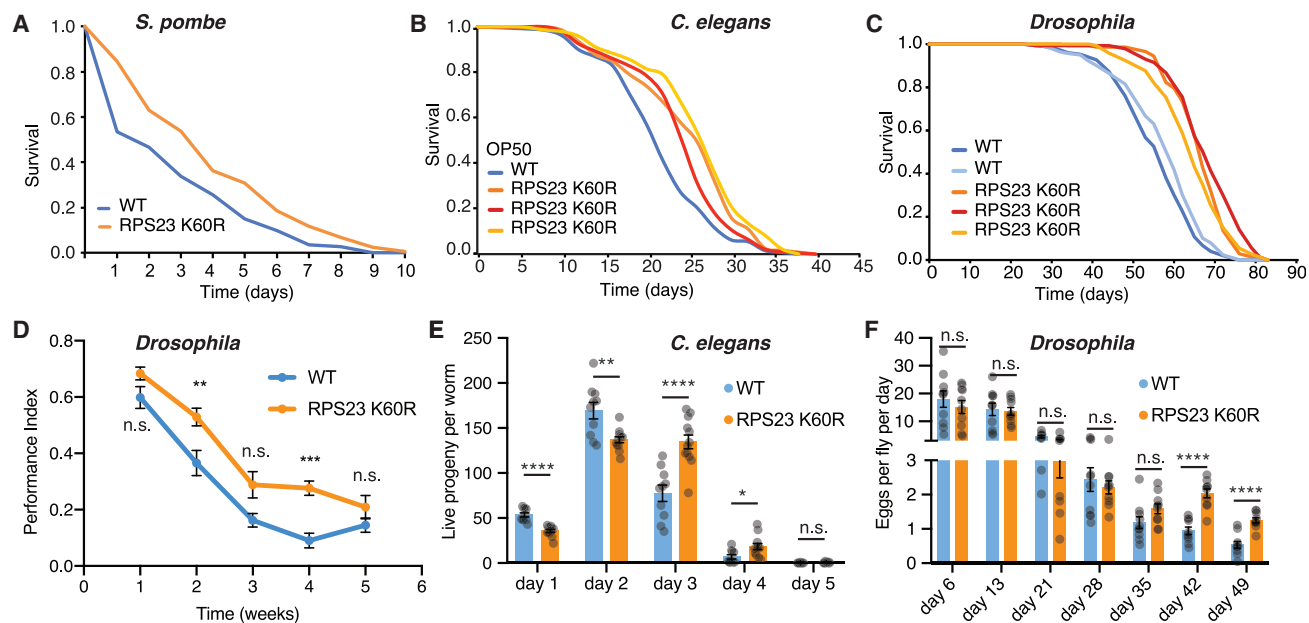 A
S. pombe
1.0
0.8
0.6
0.4
0.2
0.0
Survival
WT
RPS23 K60R
1 2 3 4 5 6 7 8 9 10
Time (days)
B
C. elegans
1.0
0.8
0.6
0.4
0.2
0.0
Survival
OP50
WT
RPS23 K60R
RPS23 K60R
RPS23 K60R
0 5 10 15 20 25 30 35 40 45
Time (days)
C
Drosophila
1.0
0.8
0.6
0.4
0.2
0.0
Survival
WT
WT
RPS23 K60R
RPS23 K60R
RPS23 K60R
0 10 20 30 40 50 60 70 80 90
Time (days)
D
Drosophila
0.8
0.6
0.4
0.2
0.0
Performance Index
WT
RPS23 K60R
n.s.
**
n.s.
***
n.s.
0 1 2 3 4 5 6
Time (weeks)
E
C. elegans
250
200
150
100
50
0
Live progeny per worm
WT
RPS23 K60R
****
**
****
*
n.s.
day 1 day 2 day 3 day 4 day 5
F
Drosophila
40
30
20
10
3
2
1
0
Eggs per fly per day
WT
RPS23 K60R
n.s.
n.s.
n.s.
n.s.
n.s.
****
****
day 6 day 13 day 21 day 28 day 35 day 42 day 49